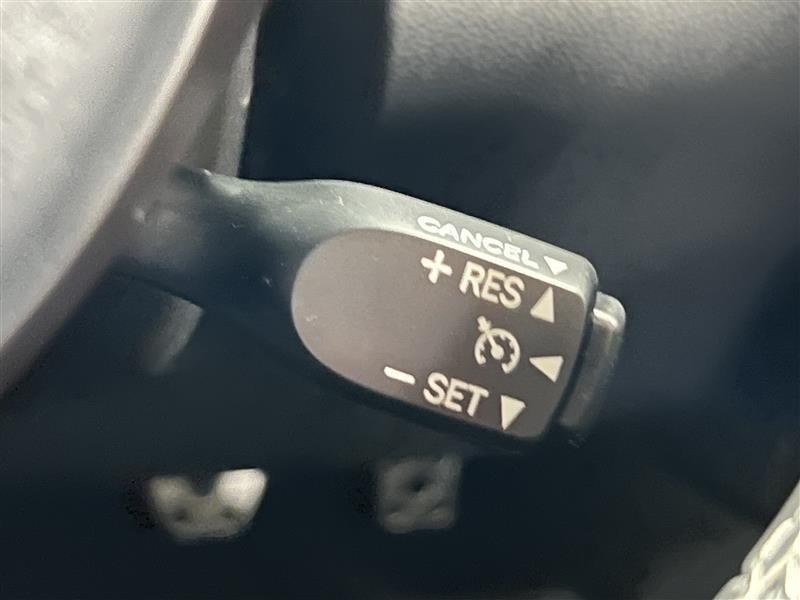 CANCEL ▼
+ RES ▲
◀
− SET ▼